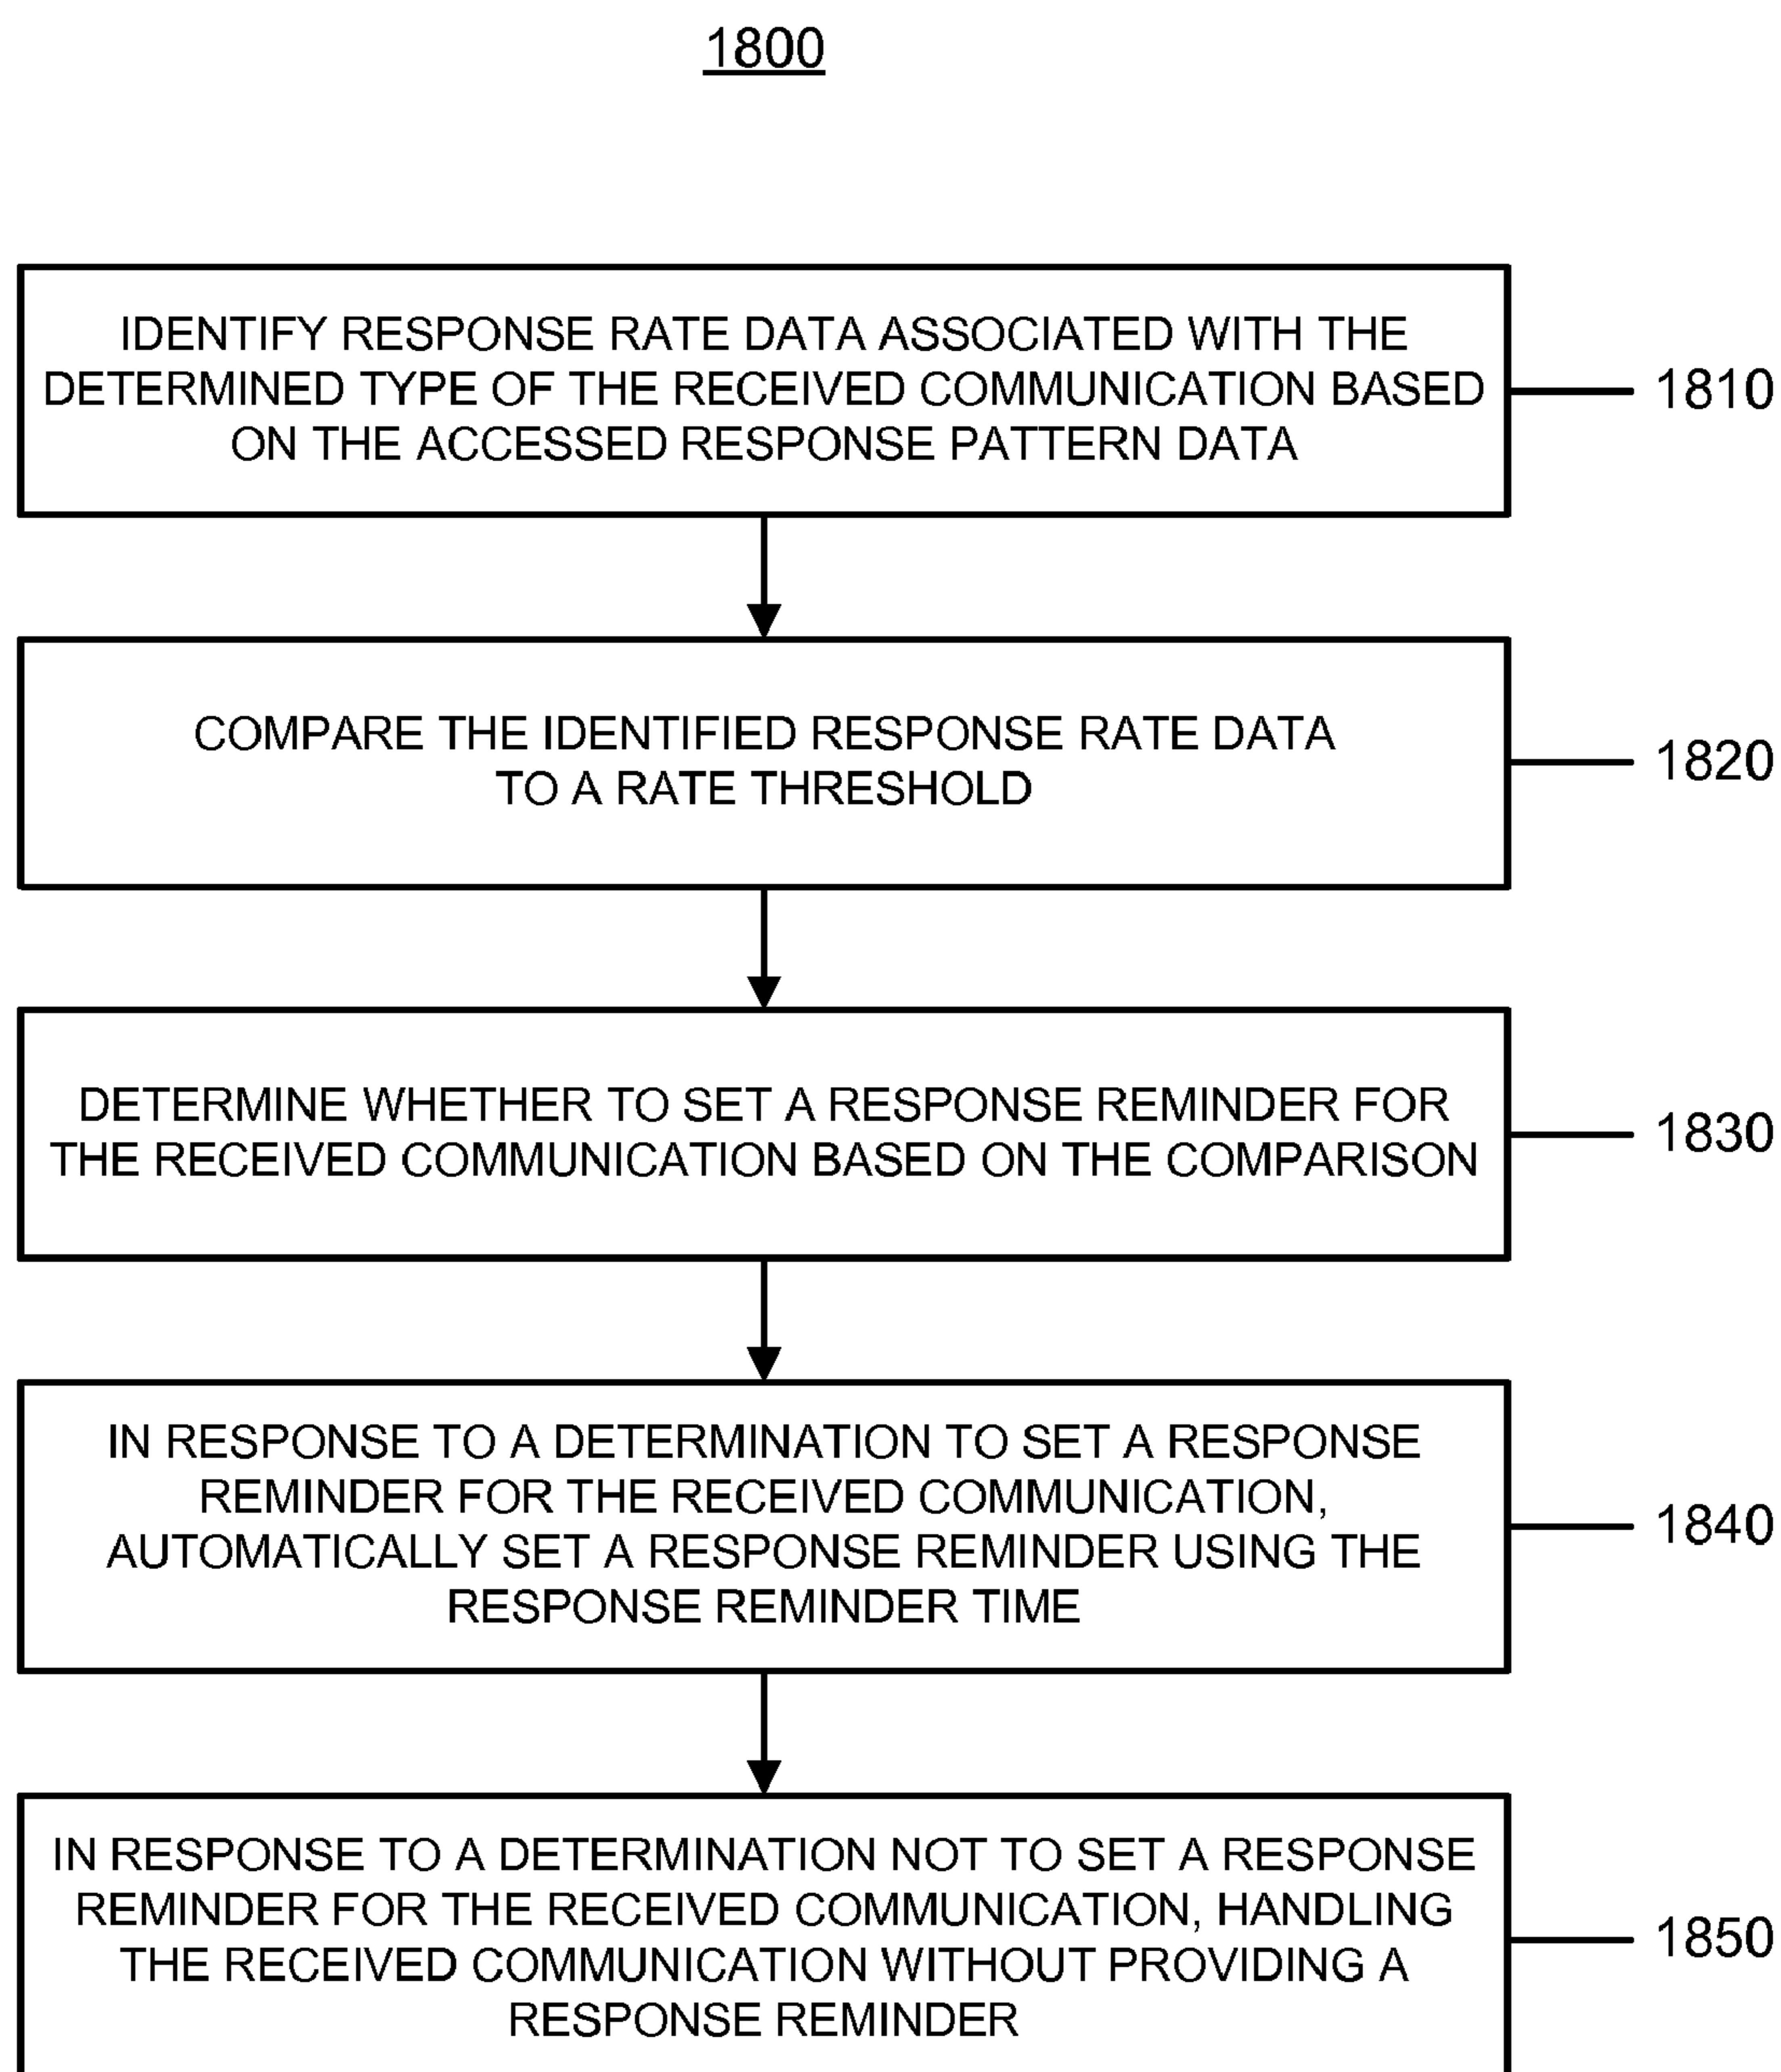 1800
IDENTIFY RESPONSE RATE DATA ASSOCIATED WITH THE
DETERMINED TYPE OF THE RECEIVED COMMUNICATION BASED
ON THE ACCESSED RESPONSE PATTERN DATA
1810
COMPARE THE IDENTIFIED RESPONSE RATE DATA
TO A RATE THRESHOLD
1820
DETERMINE WHETHER TO SET A RESPONSE REMINDER FOR
THE RECEIVED COMMUNICATION BASED ON THE COMPARISON
1830
IN RESPONSE TO A DETERMINATION TO SET A RESPONSE
REMINDER FOR THE RECEIVED COMMUNICATION,
AUTOMATICALLY SET A RESPONSE REMINDER USING THE
RESPONSE REMINDER TIME
1840
IN RESPONSE TO A DETERMINATION NOT TO SET A RESPONSE
REMINDER FOR THE RECEIVED COMMUNICATION, HANDLING
THE RECEIVED COMMUNICATION WITHOUT PROVIDING A
RESPONSE REMINDER
1850